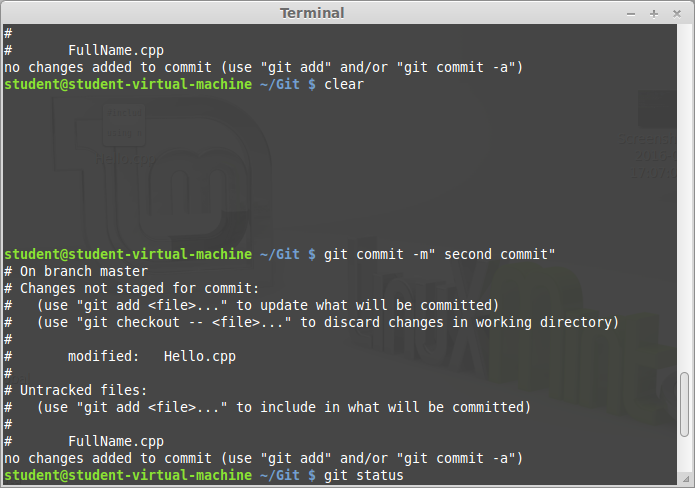 Terminal
#
#       FullName.cpp
no changes added to commit (use "git add" and/or "git commit -a")
student@student-virtual-machine ~/Git $ clear
student@student-virtual-machine ~/Git $ git commit -m" second commit"
# On branch master
# Changes not staged for commit:
#   (use "git add <file>..." to update what will be committed)
#   (use "git checkout -- <file>..." to discard changes in working directory)
#
#       modified:   Hello.cpp
#
# Untracked files:
#   (use "git add <file>..." to include in what will be committed)
#
#       FullName.cpp
no changes added to commit (use "git add" and/or "git commit -a")
student@student-virtual-machine ~/Git $ git status